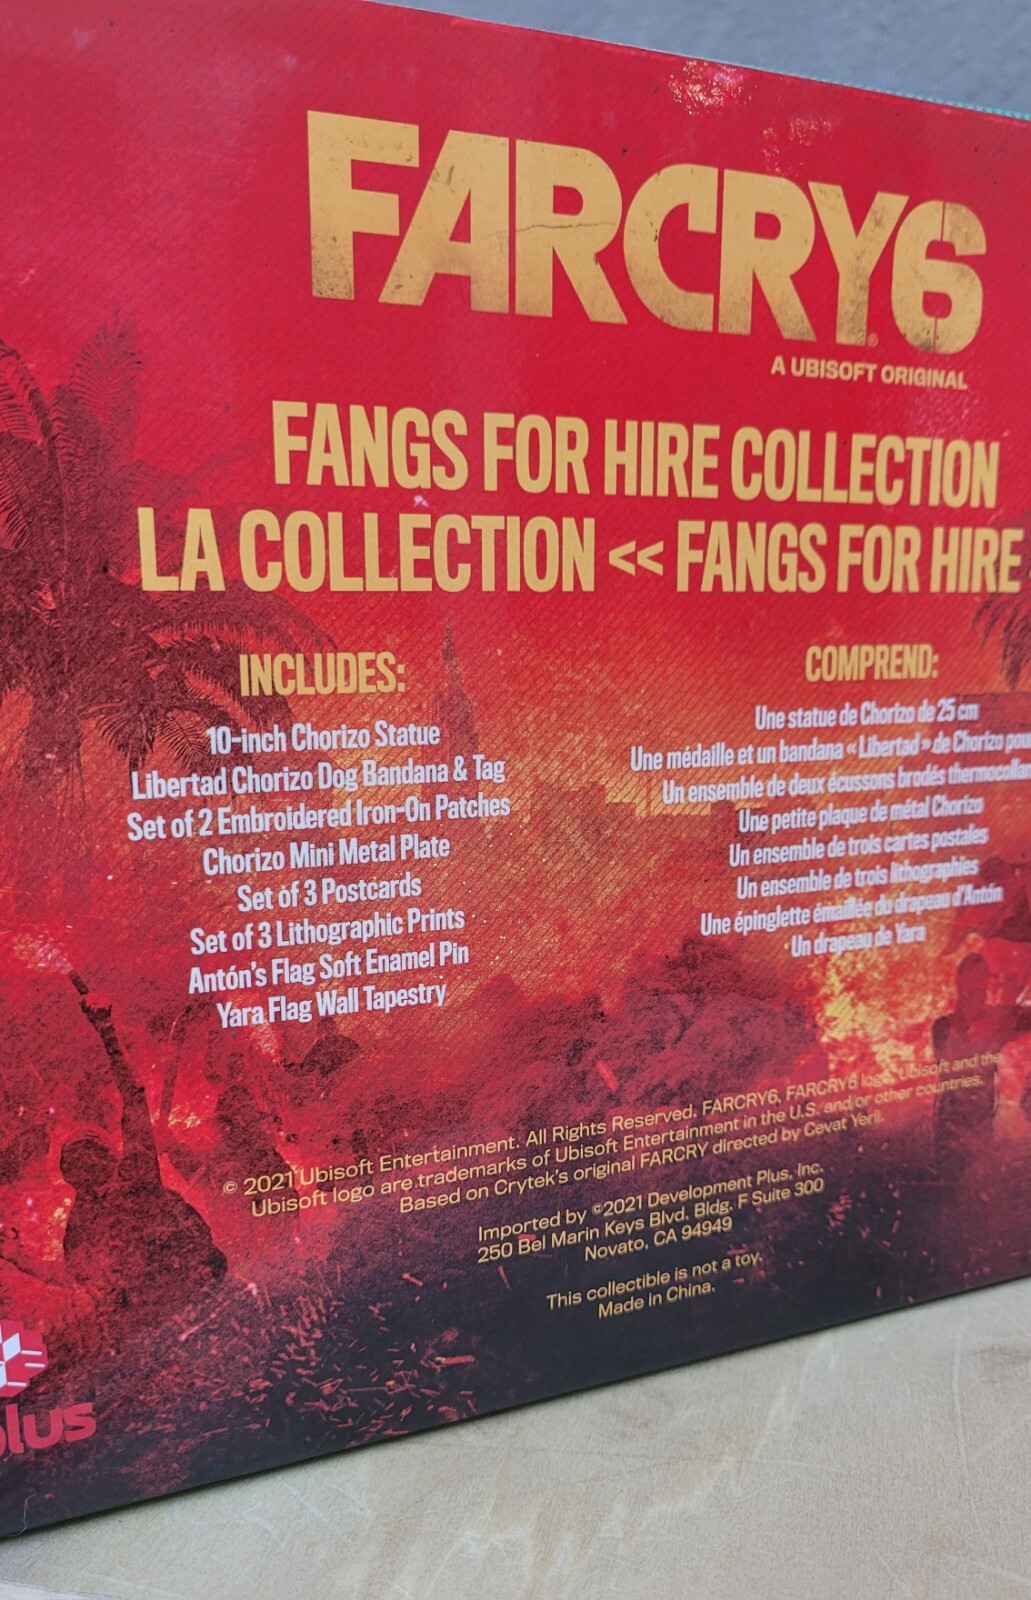 FARCRY6
®
A UBISOFT ORIGINAL
FANGS FOR HIRE COLLECTION
LA COLLECTION << FANGS FOR HIRE
INCLUDES:
10-inch Chorizo Statue
Libertad Chorizo Dog Bandana & Tag
Set of 2 Embroidered Iron-On Patches
Chorizo Mini Metal Plate
Set of 3 Postcards
Set of 3 Lithographic Prints
Antón's Flag Soft Enamel Pin
Yara Flag Wall Tapestry
COMPREND:
Une statue de Chorizo de 25 cm
Une médaille et un bandana « Libertad » de Chorizo
Un ensemble de deux écussons brodés
Une petite plaque de métal Chorizo
Un ensemble de trois cartes postales
Un ensemble de trois lithographies
Une épinglette émaillée du drapeau d'Antón
Un drapeau de Yara
© 2021 Ubisoft Entertainment. All Rights Reserved. FARCRY6, FARCRY6 logo, Ubisoft and the
Ubisoft logo are trademarks of Ubisoft Entertainment in the U.S. and/or other countries.
Based on Crytek's original FARCRY directed by Cevat Yerli.
Imported by ©2021 Development Plus, Inc.
250 Bel Marin Keys Blvd. Bldg. F Suite 300
Novato, CA 94949
This collectible is not a toy.
Made in China.
plus